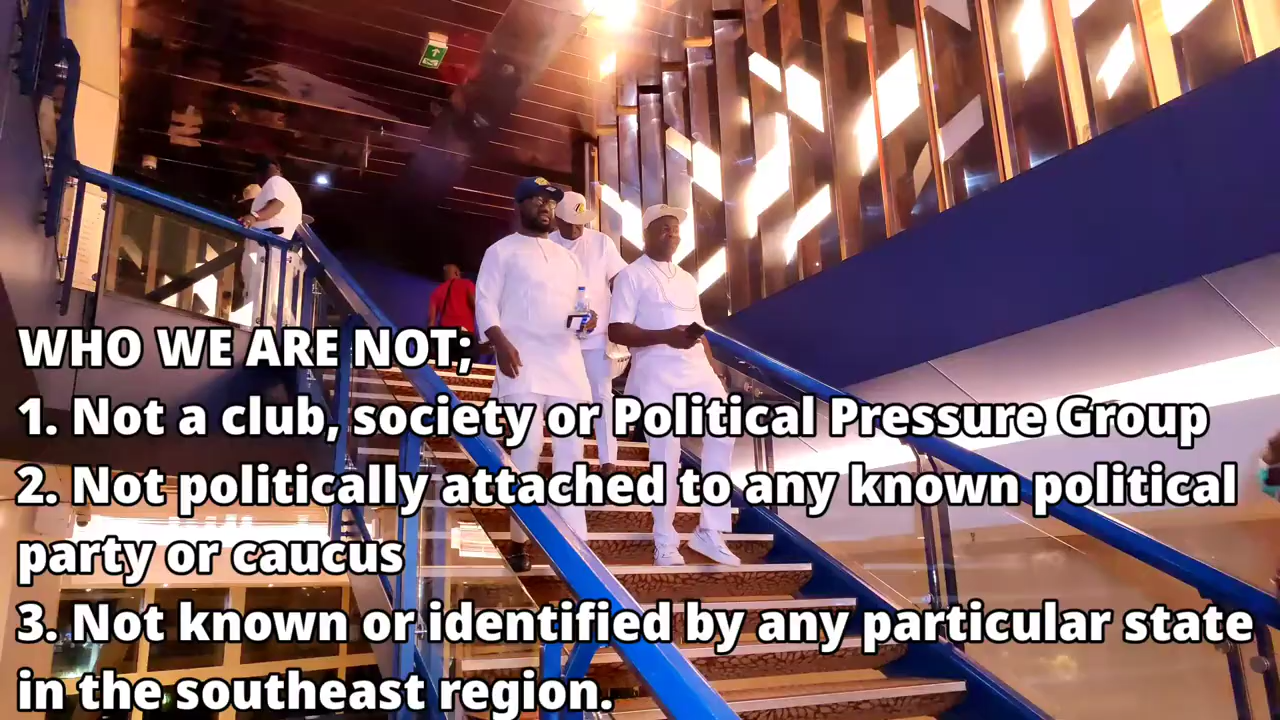 WHO WE ARE NOT;
1. Not a club, society or Political Pressure Group
2. Not politically attached to any known political
party or caucus
3. Not known or identified by any particular state
in the southeast region.